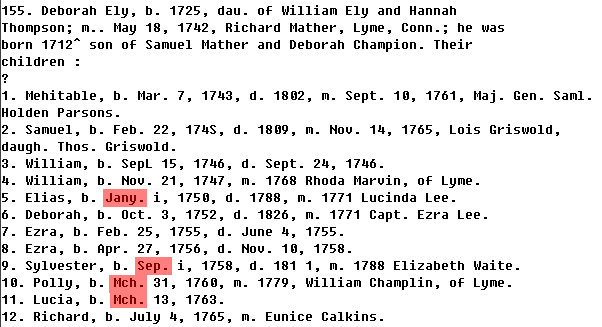 155. Deborah Ely, b. 1725, dau. of William Ely and Hannah
Thompson; m.. May 18, 1742, Richard Mather, Lyme, Conn.; he was
born 1712^ son of Samuel Mather and Deborah Champion. Their
children :
?
1. Mehitable, b. Mar. 7, 1743, d. 1802, m. Sept. 10, 1761, Maj. Gen. Saml.
Holden Parsons.
2. Samuel, b. Feb. 22, 174S, d. 1809, m. Nov. 14, 1765, Lois Griswold,
daugh. Thos. Griswold.
3. William, b. SepL 15, 1746, d. Sept. 24, 1746.
4. William, b. Nov. 21, 1747, m. 1768 Rhoda Marvin, of Lyme.
5. Elias, b. Jany. i, 1750, d. 1788, m. 1771 Lucinda Lee.
6. Deborah, b. Oct. 3, 1752, d. 1826, m. 1771 Capt. Ezra Lee.
7. Ezra, b. Feb. 25, 1755, d. June 4, 1755.
8. Ezra, b. Apr. 27, 1756, d. Nov. 10, 1758.
9. Sylvester, b. Sep. i, 1758, d. 181 1, m. 1788 Elizabeth Waite.
10. Polly, b. Mch. 31, 1760, m. 1779, William Champlin, of Lyme.
11. Lucia, b. Mch. 13, 1763.
12. Richard, b. July 4, 1765, m. Eunice Calkins.